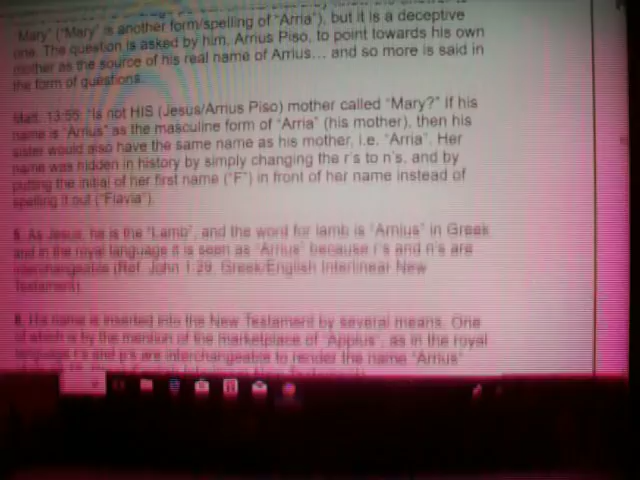 "Mary" ("Mary" is another form/spelling of "Arria"), but it is a deceptive
one. The question is asked by him, Arrius Piso, to point towards his own
mother as the source of his real name of Arrius... and so more is said in
the form of questions.
Matt. 13:55, "Is not HIS (Jesus/Arrius Piso) mother called "Mary?" If his
name is "Arrius" as the masculine form of "Arria" (his mother), then his
sister would also have the same name as his mother, i.e. "Arria". Her
name was hidden in history by simply changing the r's to n's, and by
putting the initial of her first name ("F") in front of her name instead of
spelling it out ("Flavia").
5. As Jesus, he is the "Lamb", and the word for lamb is "Arnius" in Greek
and in the royal language it is seen as "Arrius" because r's and n's are
interchangeable (Ref. John 1:29, Greek/English Interlinear New
Testament).
6. His name is inserted into the New Testament by several means. One
of which is by the mention of the marketplace of "Appius", as in the royal
language r's and p's are interchangeable to render the name "Arrius"